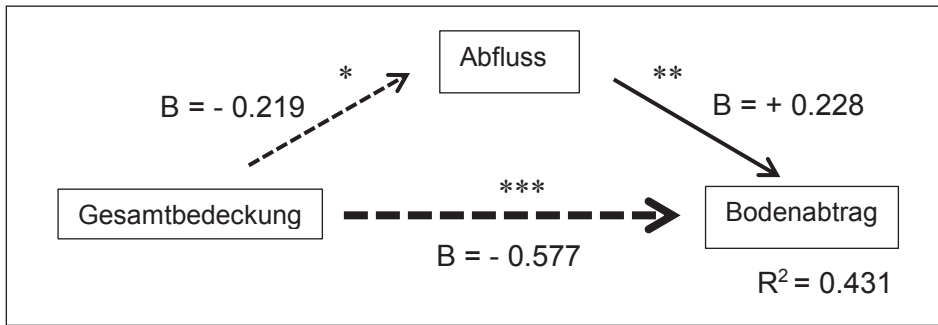 Abfluss
*
**
B = - 0.219
B = + 0.228
***
Gesamtbedeckung
Bodenabtrag
B = - 0.577
R² = 0.431